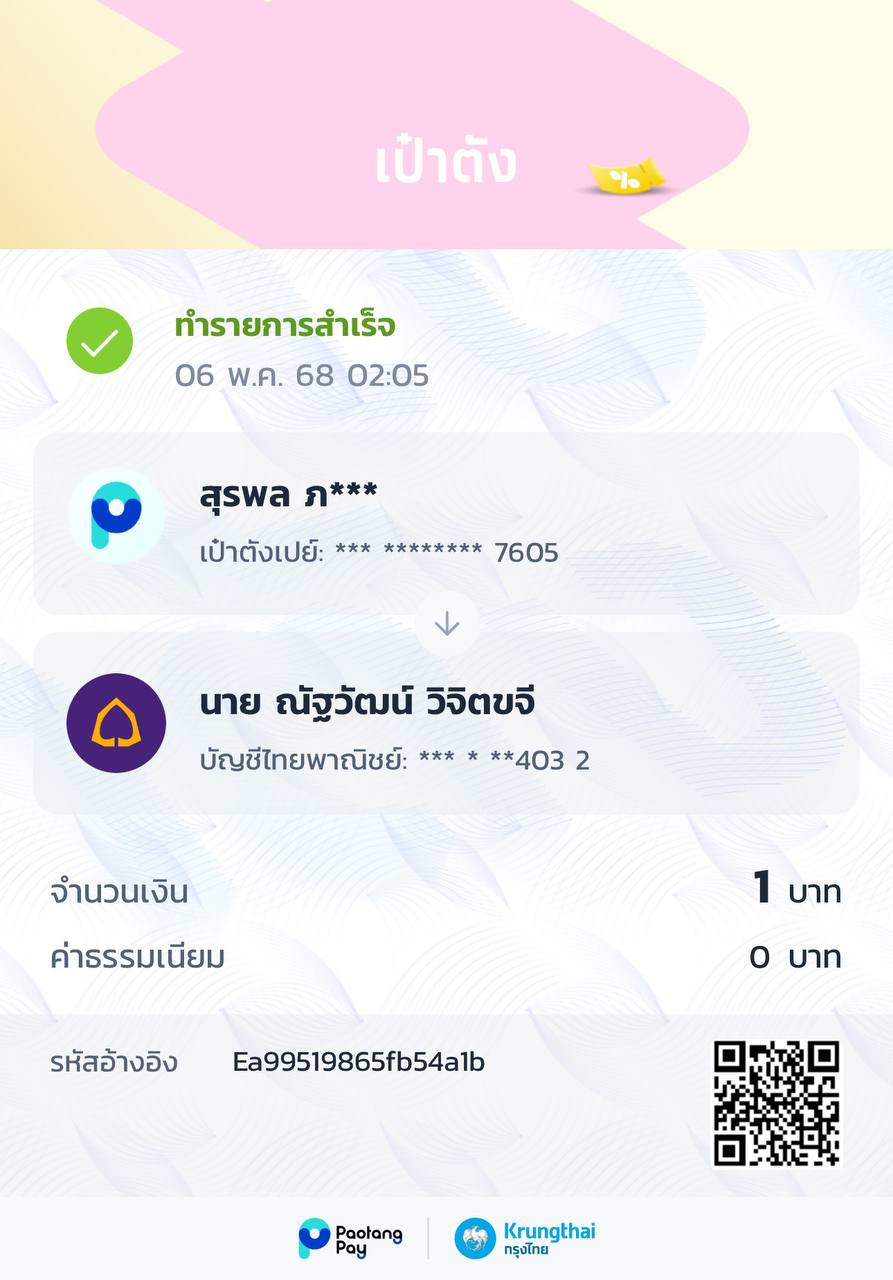 เป๋าตัง
%
ทำรายการสำเร็จ
06 พ.ค. 68 02:05
สุรพล ภ***
เป๋าตังเปย์: *** ******** 7605
นาย ณัฐวัฒน์ วิจิตขจี
บัญชีไทยพาณิชย์: *** * **403 2
จำนวนเงิน 1 บาท
ค่าธรรมเนียม 0 บาท
รหัสอ้างอิง Ea99519865fb54a1b
Paotang Pay
Krungthai
กรุงไทย